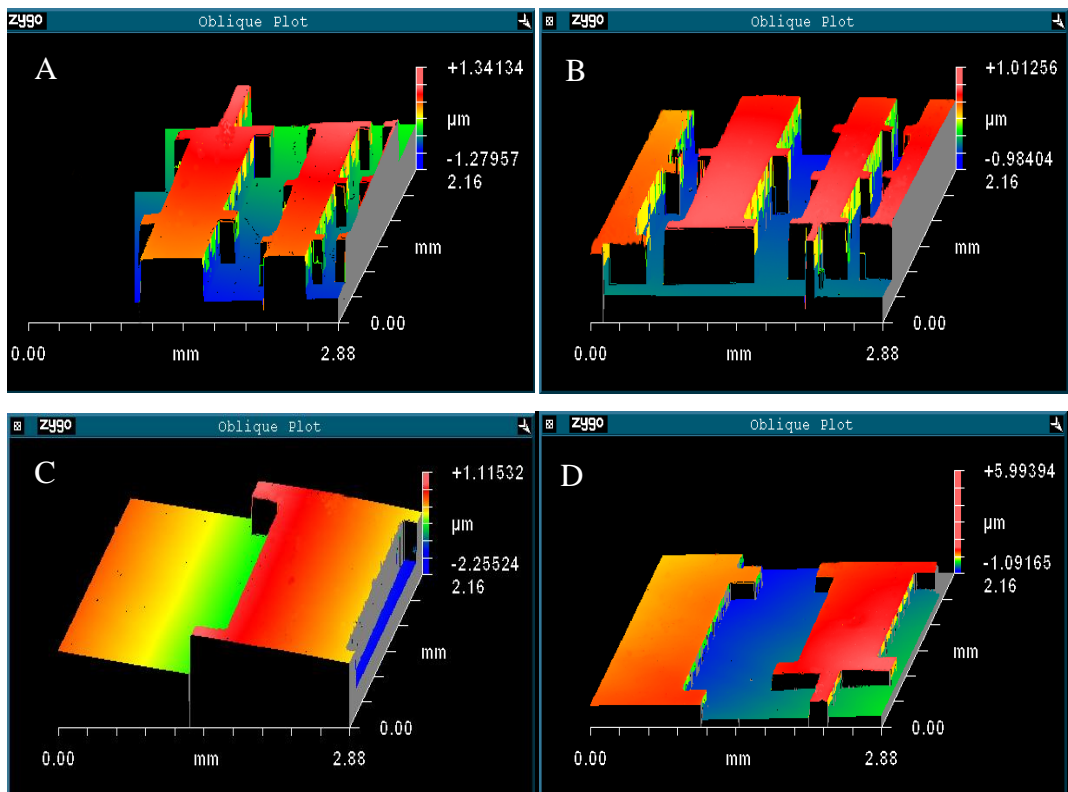 zygo Oblique Plot
A
+1.34134
µm
-1.27957
2.16
mm
0.00
0.00 mm 2.88
zygo Oblique Plot
B
+1.01256
µm
-0.98404
2.16
mm
0.00
0.00 mm 2.88
zygo Oblique Plot
C
+1.11532
µm
-2.25524
2.16
mm
0.00
0.00 mm 2.88
zygo Oblique Plot
D
+5.99394
µm
-1.09165
2.16
mm
0.00
0.00 mm 2.88